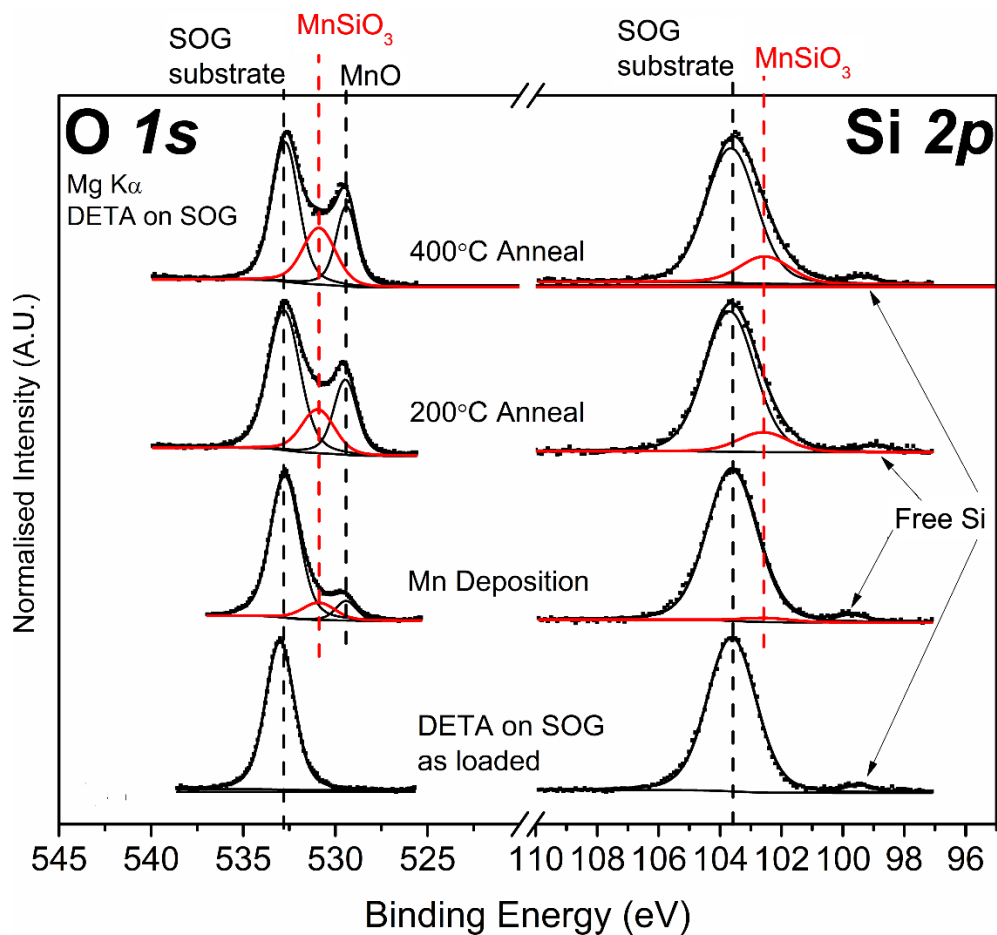 SOG
substrate
MnSiO₃
MnO
SOG
substrate
MnSiO₃
O 1s
Si 2p
Mg Kα
DETA on SOG
400°C Anneal
200°C Anneal
Free Si
Mn Deposition
DETA on SOG
as loaded
Normalised Intensity (A.U.)
545 540 535 530 525 110 108 106 104 102 100 98 96
Binding Energy (eV)